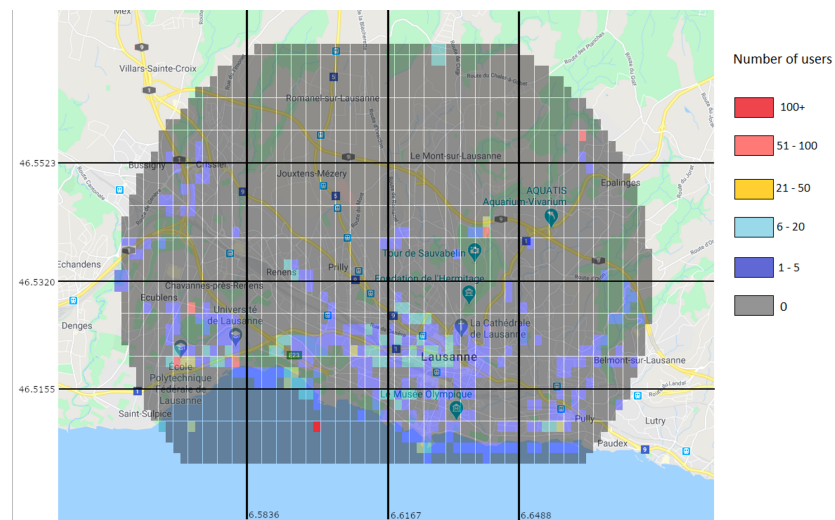 Mex
Villars-Sainte-Croix
Route du Chalet-à-Gobet
Romanel-sur-Lausanne
Number of users
100+
51 - 100
21 - 50
6 - 20
1 - 5
0
46.5523
Bussigny
Crissier
Le Mont-sur-Lausanne
Jouxtens-Mézery
Epalinges
AQUATIS
Aquarium-Vivarium
Echandens
Renens
Prilly
Tour de Sauvabelin
46.5320
Chavannes-près-Renens
Fondation de l'Hermitage
Ecublens
Denges
Université
de Lausanne
La Cathédrale
de Lausanne
Lausanne
Belmont-sur-Lausanne
46.5155
École
Polytechnique
Fédérale de
Lausanne
Le Musée Olympique
Saint-Sulpice
Pully
Lutry
Paudex
6.5836
6.6167
6.6488